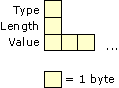 Type
Length
Value ...
= 1 byte